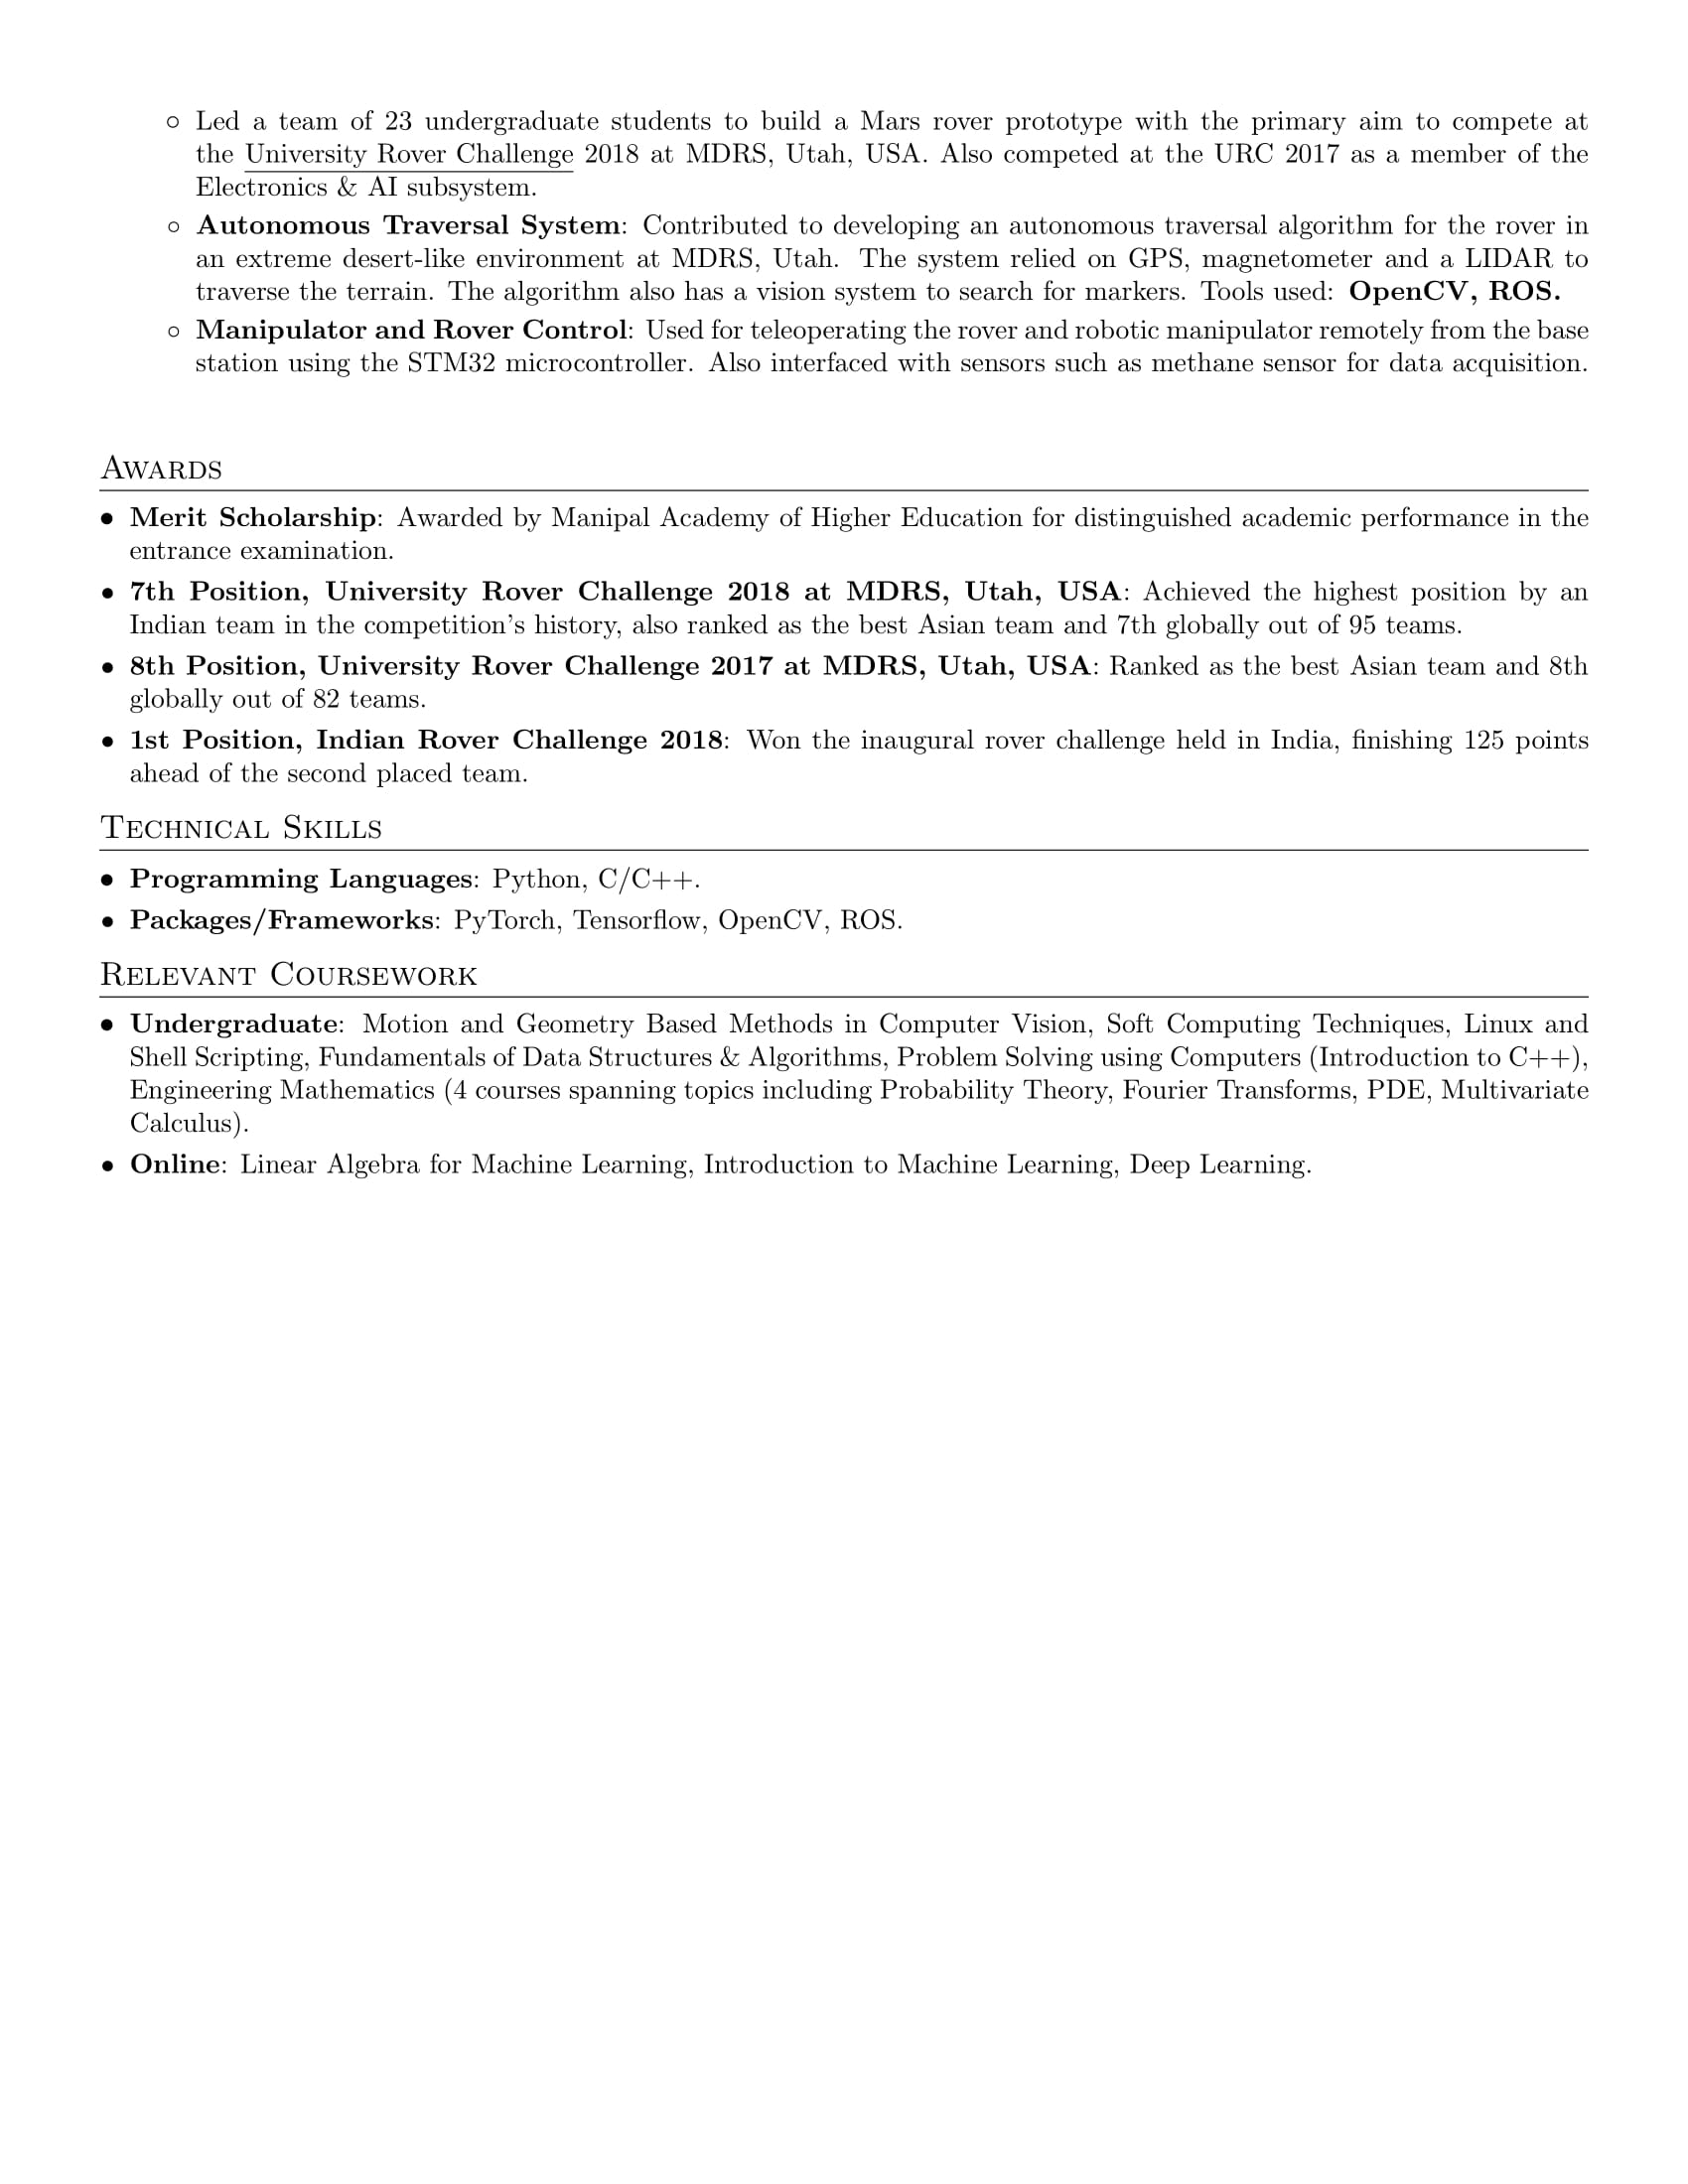 ◦ Led a team of 23 undergraduate students to build a Mars rover prototype with the primary aim to compete at
the University Rover Challenge 2018 at MDRS, Utah, USA. Also competed at the URC 2017 as a member of the
Electronics & AI subsystem.
◦ Autonomous Traversal System: Contributed to developing an autonomous traversal algorithm for the rover in
an extreme desert-like environment at MDRS, Utah. The system relied on GPS, magnetometer and a LIDAR to
traverse the terrain. The algorithm also has a vision system to search for markers. Tools used: OpenCV, ROS.
◦ Manipulator and Rover Control: Used for teleoperating the rover and robotic manipulator remotely from the base
station using the STM32 microcontroller. Also interfaced with sensors such as methane sensor for data acquisition.
Awards
• Merit Scholarship: Awarded by Manipal Academy of Higher Education for distinguished academic performance in the
entrance examination.
• 7th Position, University Rover Challenge 2018 at MDRS, Utah, USA: Achieved the highest position by an
Indian team in the competition's history, also ranked as the best Asian team and 7th globally out of 95 teams.
• 8th Position, University Rover Challenge 2017 at MDRS, Utah, USA: Ranked as the best Asian team and 8th
globally out of 82 teams.
• 1st Position, Indian Rover Challenge 2018: Won the inaugural rover challenge held in India, finishing 125 points
ahead of the second placed team.
Technical Skills
• Programming Languages: Python, C/C++.
• Packages/Frameworks: PyTorch, Tensorflow, OpenCV, ROS.
Relevant Coursework
• Undergraduate: Motion and Geometry Based Methods in Computer Vision, Soft Computing Techniques, Linux and
Shell Scripting, Fundamentals of Data Structures & Algorithms, Problem Solving using Computers (Introduction to C++),
Engineering Mathematics (4 courses spanning topics including Probability Theory, Fourier Transforms, PDE, Multivariate
Calculus).
• Online: Linear Algebra for Machine Learning, Introduction to Machine Learning, Deep Learning.